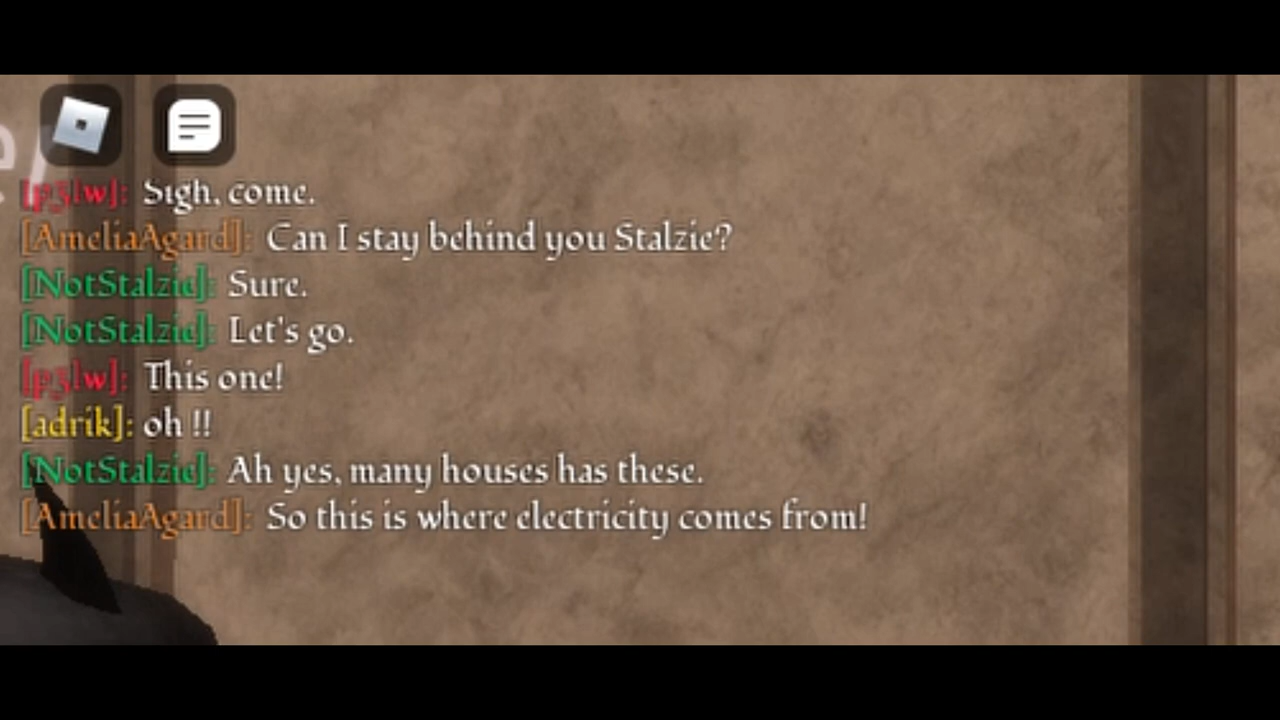 [p3lw]: Sigh, come.
[AmeliaAgard]: Can I stay behind you Stalzie?
[NotStalzie]: Sure.
[NotStalzie]: Let's go.
[p3lw]: This one!
[adrik]: oh !!
[NotStalzie]: Ah yes, many houses has these.
[AmeliaAgard]: So this is where electricity comes from!